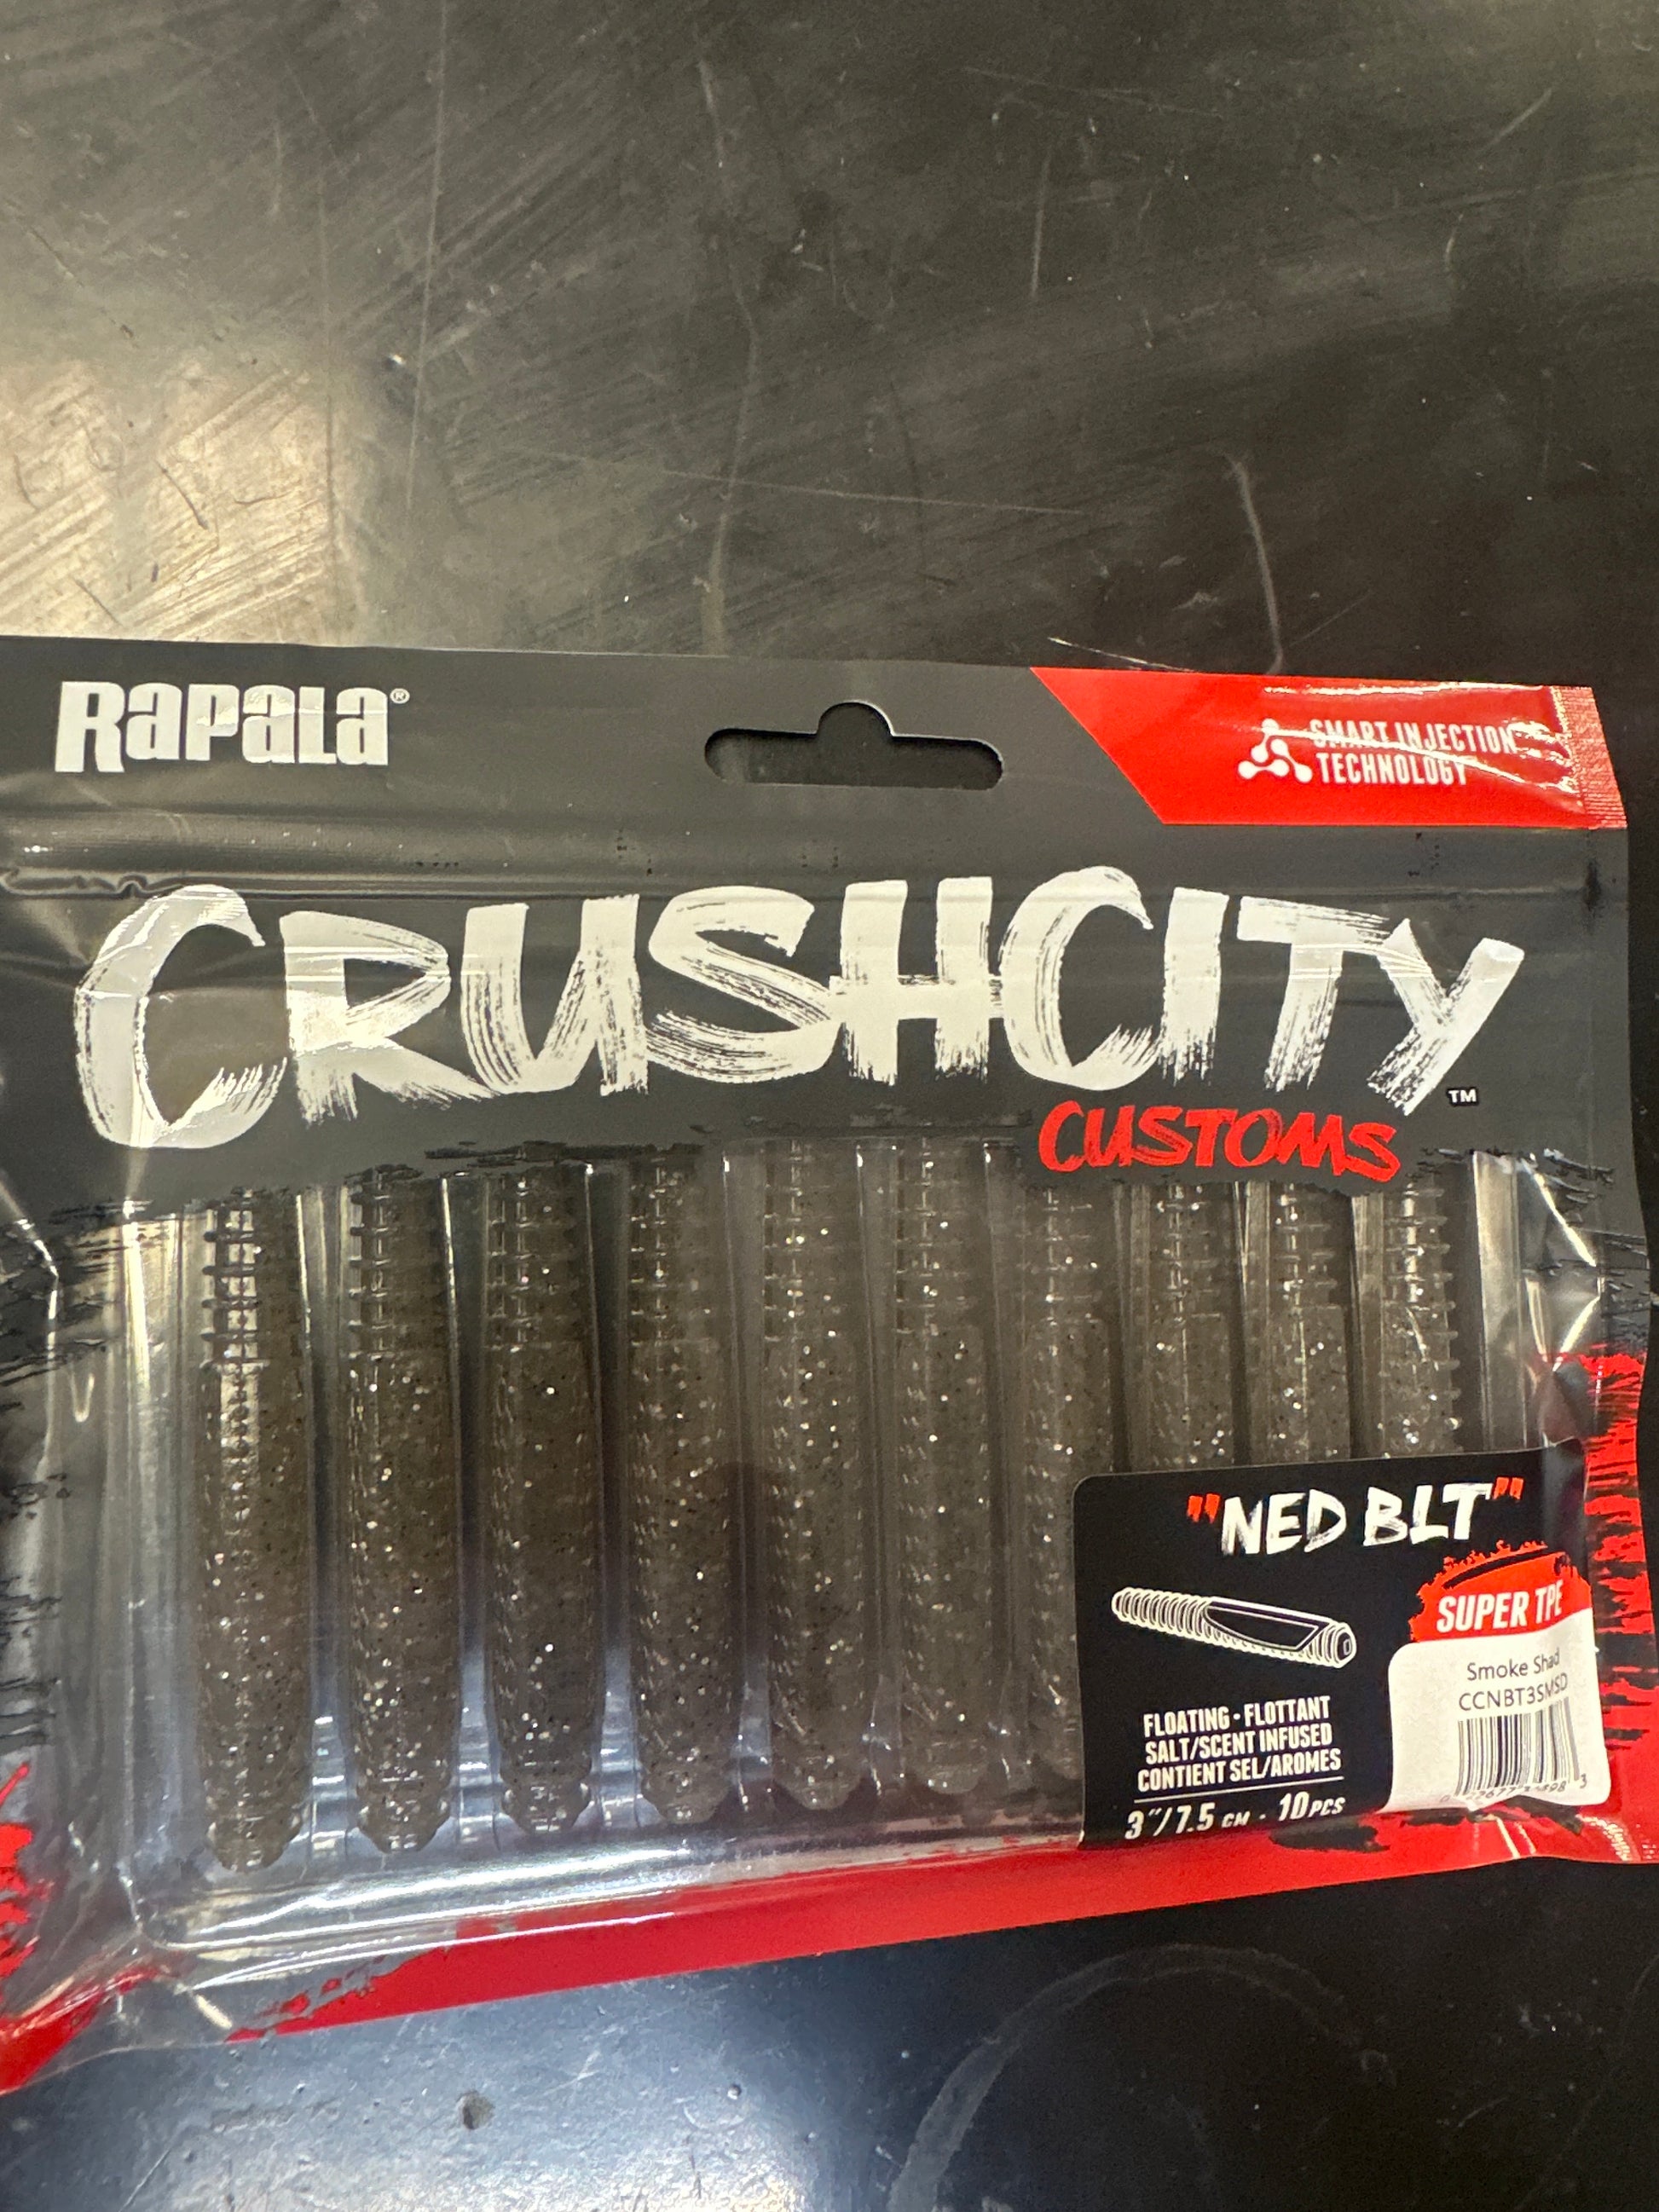 RAPALA®
SMART INJECTION
TECHNOLOGY
CRUSHCITY™
CUSTOMS
"NED BLT"
SUPER TPE
Smoke Shad
CCNBT3SMSD
FLOATING - FLOTTANT
SALT/SCENT INFUSED
CONTIENT SEL/AROMES
3"/7.5 CM - 10 PCS